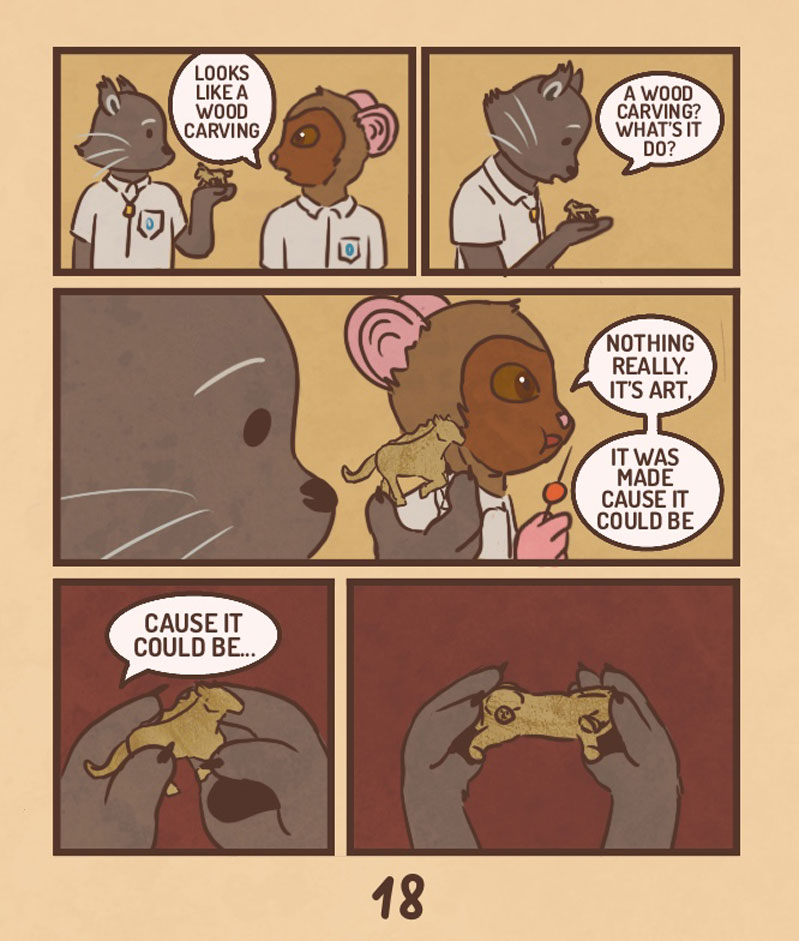 LOOKS
LIKE A
WOOD
CARVING
A WOOD
CARVING?
WHAT'S IT
DO?
NOTHING
REALLY.
IT'S ART,
IT WAS
MADE
CAUSE IT
COULD BE
CAUSE IT
COULD BE...
18